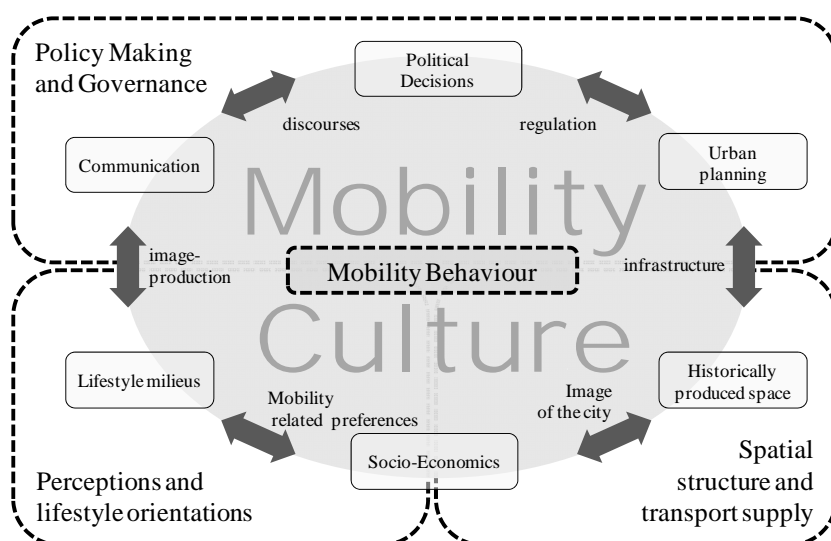 Policy Making
and Governance
Political
Decisions
discourses
regulation
Communication
Urban
planning
Mobility
image-
production
Mobility Behaviour
infrastructure
Culture
Lifestyle milieus
Mobility
related preferences
Image
of the city
Historically
produced space
Socio-Economics
Perceptions and
lifestyle orientations
Spatial
structure and
transport supply